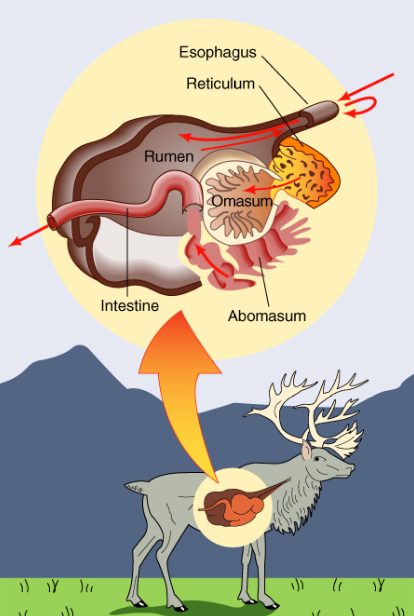 Esophagus
Reticulum
Rumen
Omasum
Intestine
Abomasum